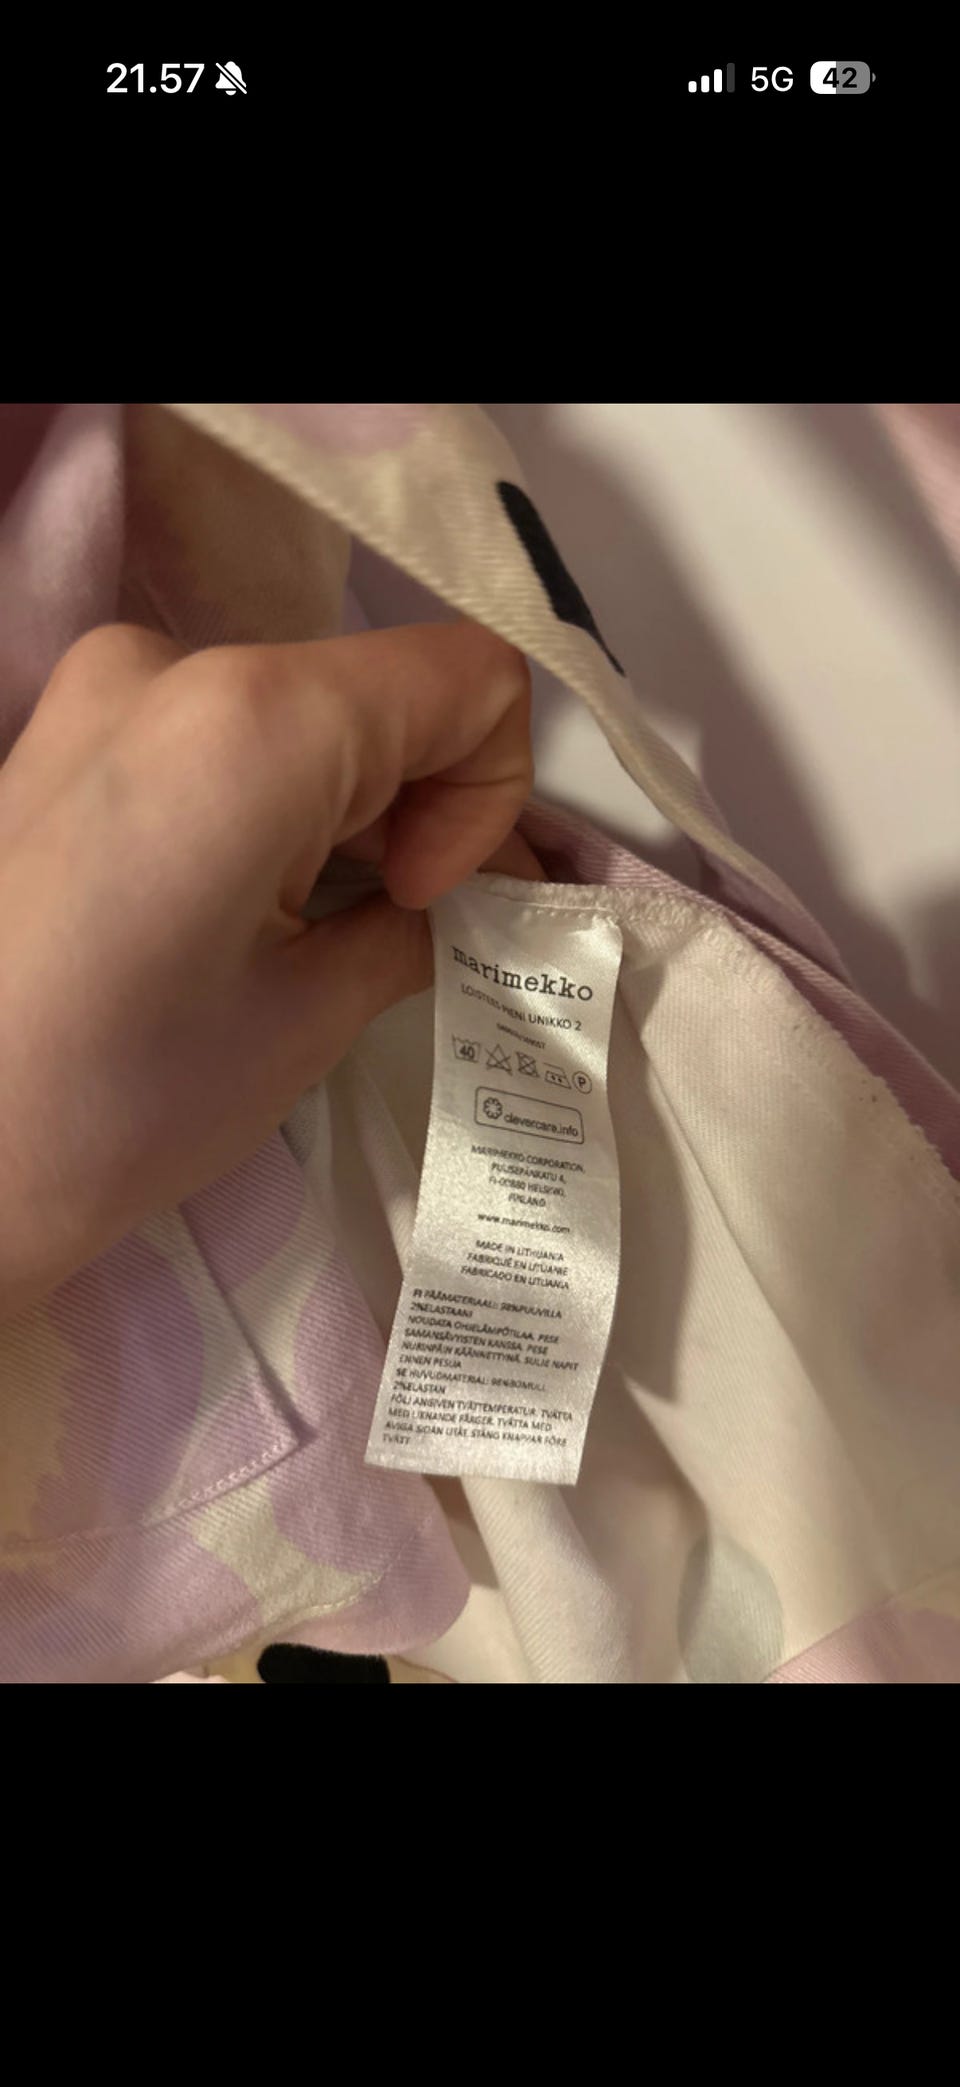 21.57
5G
42
marimekko
PIENI UNIKKO 2
40
P
clevercare.info
MARIMEKKO CORPORATION,
PUUSEPÄNKATU 4,
FI-00880 HELSINKI,
FINLAND
www.marimekko.com
MADE IN LITHUANIA
FABRIQUÉ EN LITUANIE
FABRICADO EN LITUANIA
FI PÄÄMATERIAALI: 98%PUUVILLA
2%ELASTAANI
NOUDATA OHJELÄMPÖTILAA. PESE
SAMANSÄVYISTEN KANSSA. PESE
NURINPÄIN KÄÄNNETTYNÄ. SULJE NAPIT
ENNEN PESUA
SE HUVUDMATERIAL: 98%BOMULL
2%ELASTAN
FÖLJ ANGIVEN TVÄTTEMPERATUR. TVÄTTA
MED LIKNANDE FÄRGER. TVÄTTA MED
AVIGA SIDAN UTÅT. STÄNG KNAPPAR FÖRE
TVÄTT